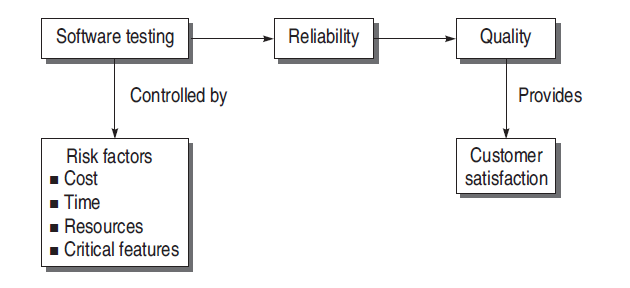 Software testing
Reliability
Quality
Controlled by
Provides
Risk factors
■ Cost
■ Time
■ Resources
■ Critical features
Customer
satisfaction